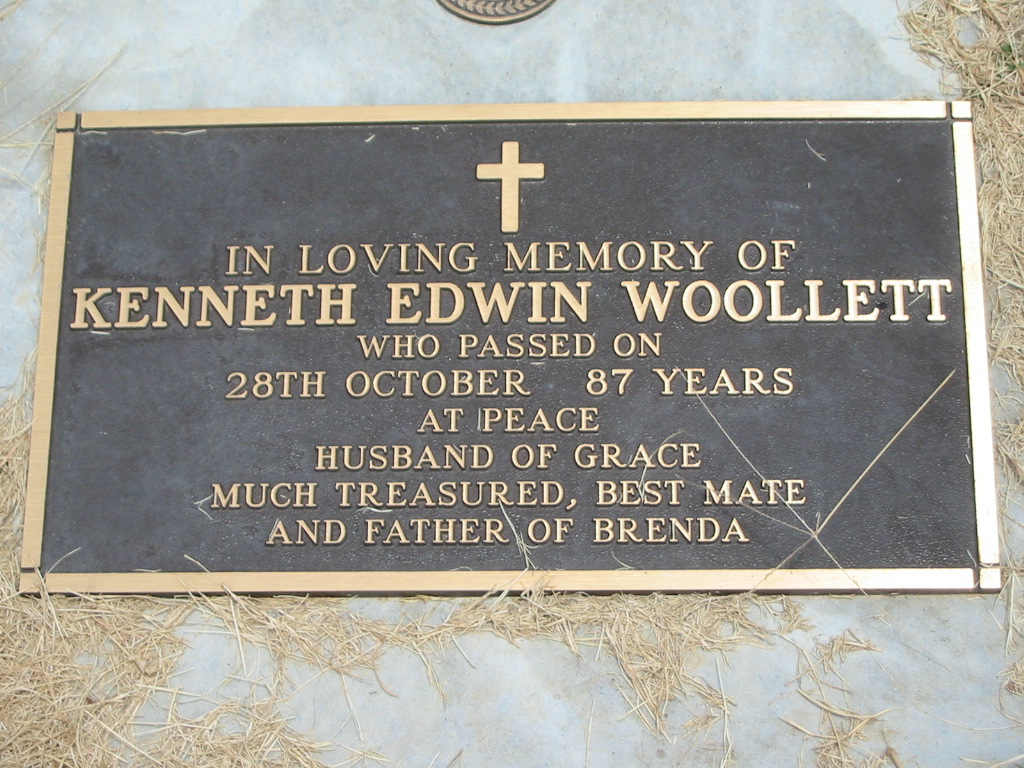 IN LOVING MEMORY OF
KENNETH EDWIN WOOLLETT
WHO PASSED ON
28TH OCTOBER 87 YEARS
AT PEACE
HUSBAND OF GRACE
MUCH TREASURED, BEST MATE
AND FATHER OF BRENDA